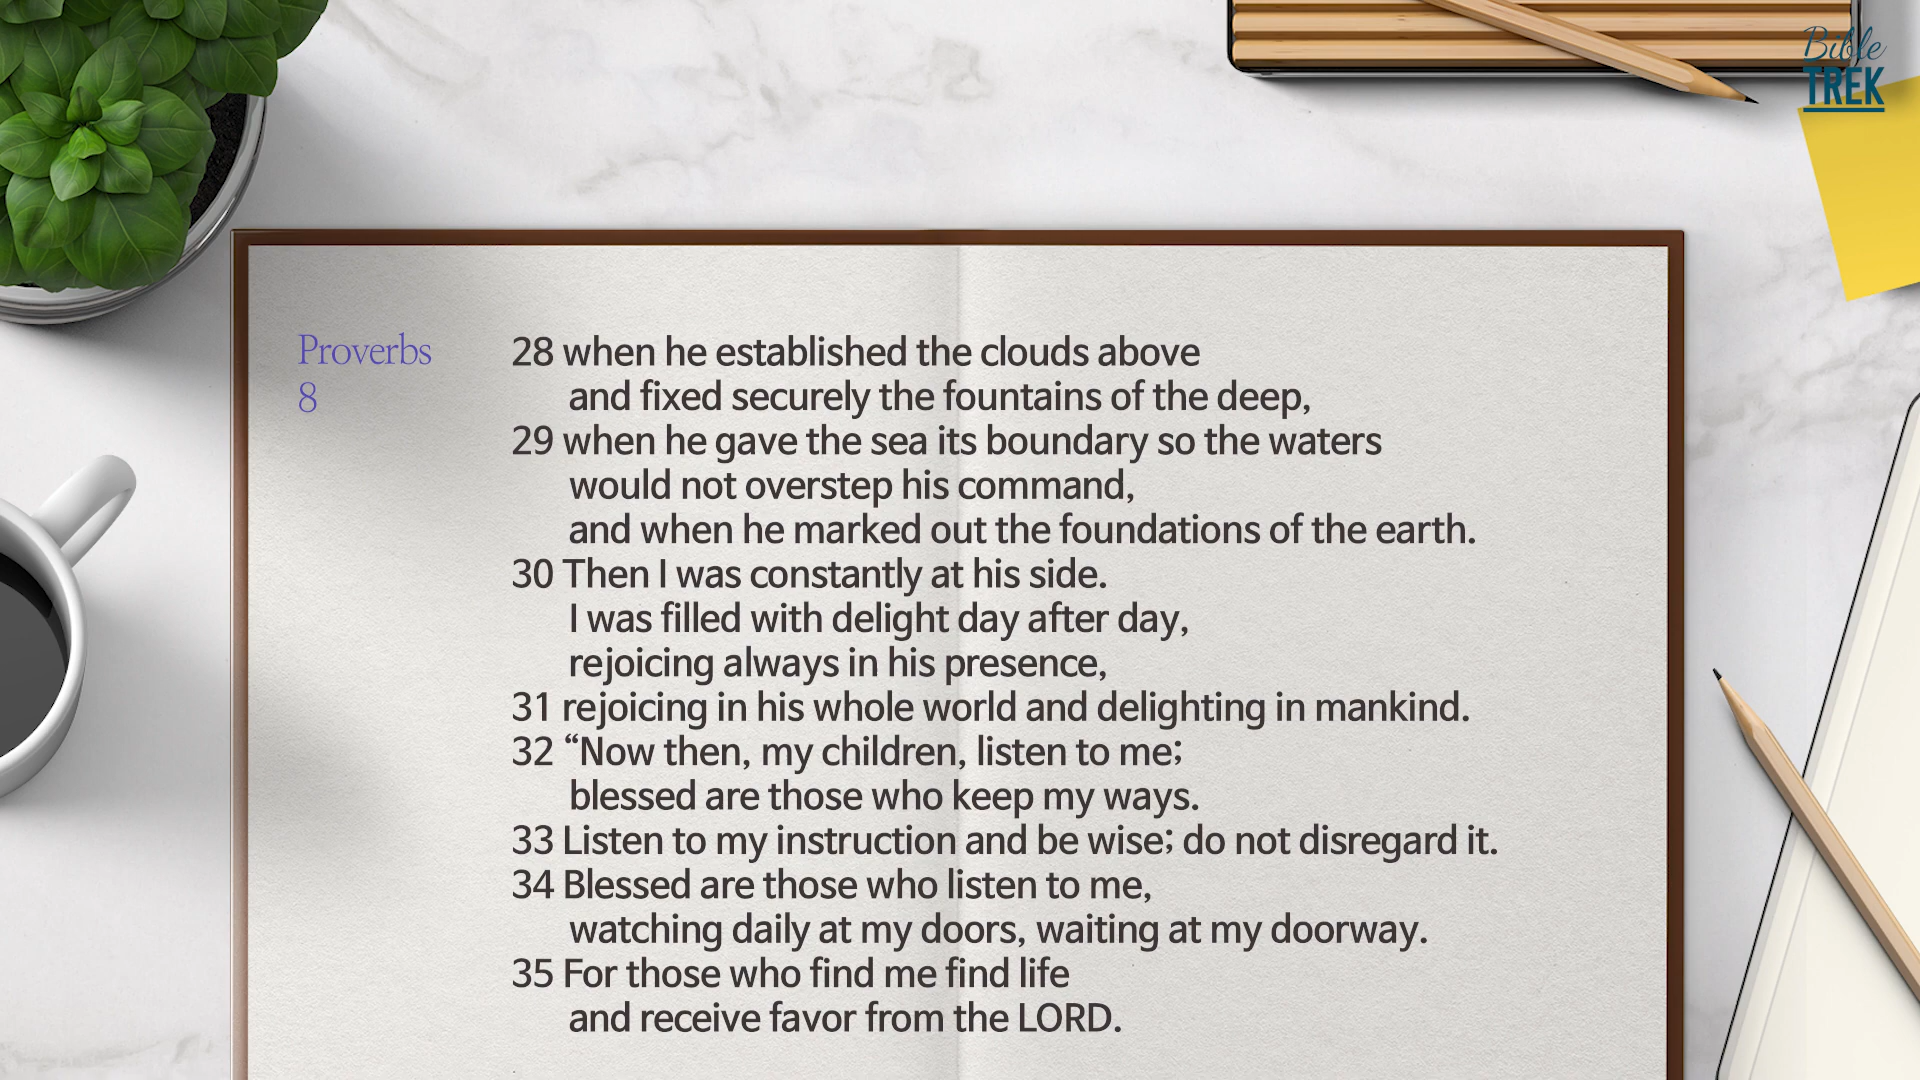 Bible
TREK
Proverbs
8
28 when he established the clouds above
and fixed securely the fountains of the deep,
29 when he gave the sea its boundary so the waters
would not overstep his command,
and when he marked out the foundations of the earth.
30 Then I was constantly at his side.
I was filled with delight day after day,
rejoicing always in his presence,
31 rejoicing in his whole world and delighting in mankind.
32 “Now then, my children, listen to me;
blessed are those who keep my ways.
33 Listen to my instruction and be wise; do not disregard it.
34 Blessed are those who listen to me,
watching daily at my doors, waiting at my doorway.
35 For those who find me find life
and receive favor from the LORD.